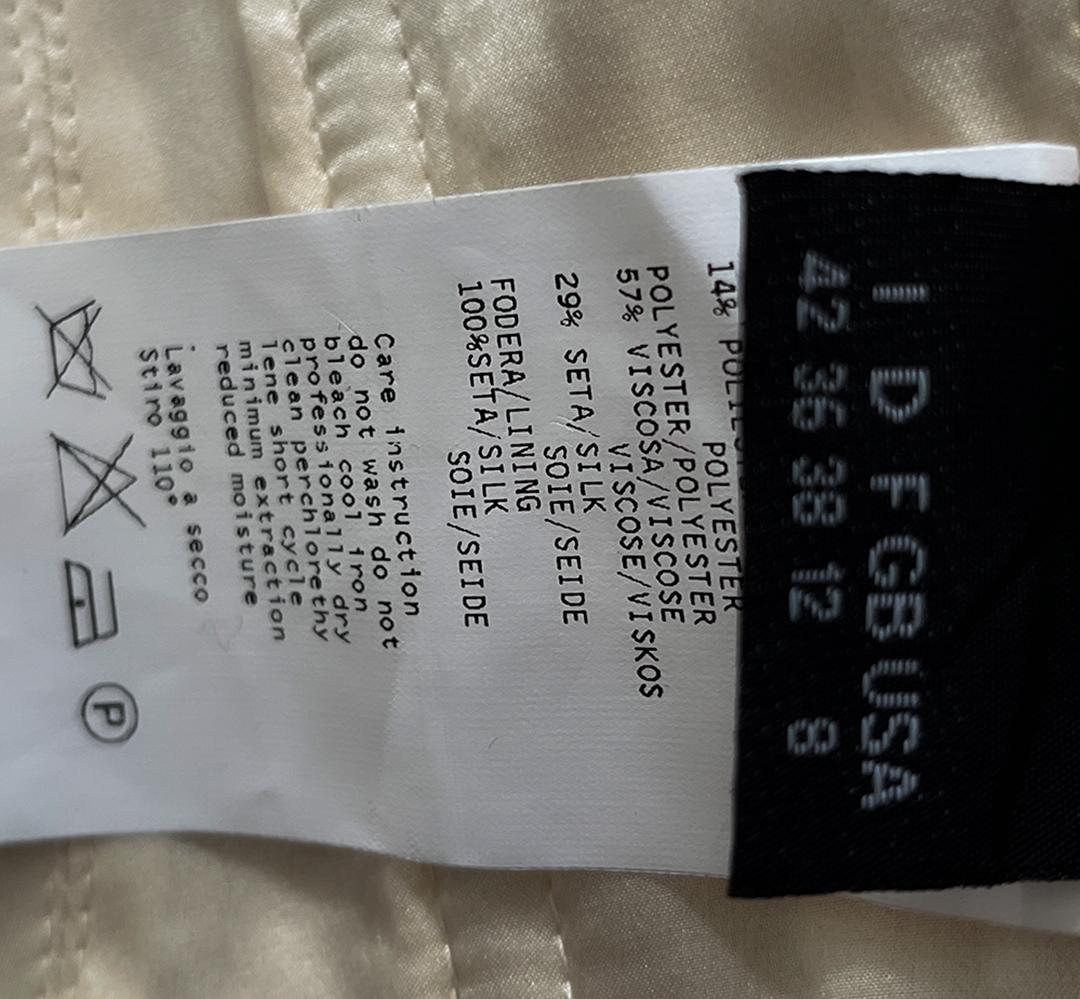 I D F GB USA
42 36 38 12 8
14% POLIE
POLYESTER
POLYESTER/POLYESTER
57% VISCOSA/VISCOSE
VISCOSE/VISKOS
29% SETA/SILK
SOIE/SEIDE
FODERA/LINING
100%SETA/SILK
SOIE/SEIDE
Care instruction
do not wash do not
bleach cool iron
professionally dry
clean perchlorethy
lene short cycle
minimum extraction
reduced moisture
Lavaggio a secco
Stiro 110°
P